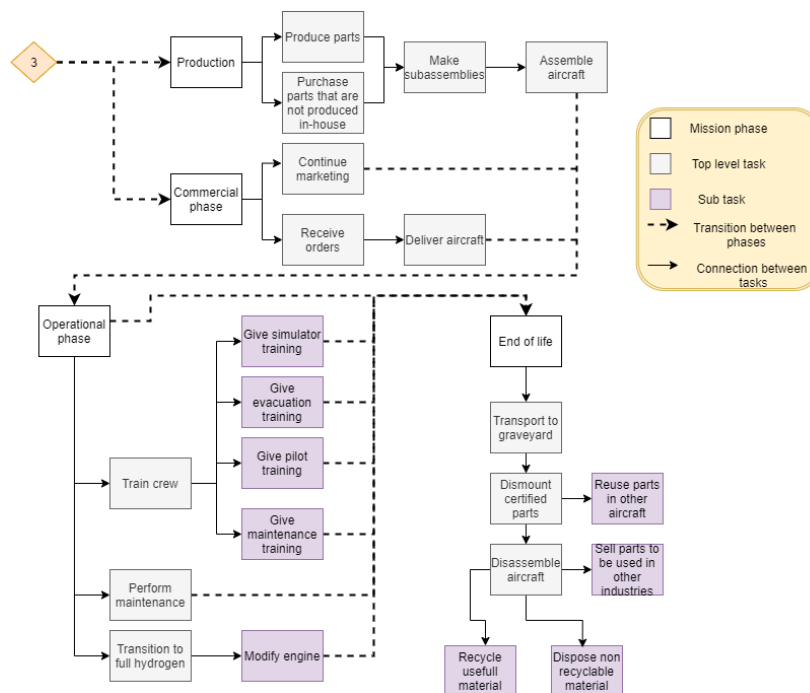 3
Production
Produce parts
Purchase
parts that are
not produced
in-house
Make
subassemblies
Assemble
aircraft
Commercial
phase
Continue
marketing
Receive
orders
Deliver aircraft
Mission phase
Top level task
Sub task
Transition between
phases
Connection between
tasks
Operational
phase
Give simulator
training
Give
evacuation
training
Give pilot
training
Give
maintenance
training
Train crew
Perform
maintenance
Transition to
full hydrogen
Modify engine
End of life
Transport to
graveyard
Dismount
certified
parts
Reuse parts
in other
aircraft
Disassemble
aircraft
Sell parts to
be used in
other
industries
Recycle
usefull
material
Dispose non
recyclable
material